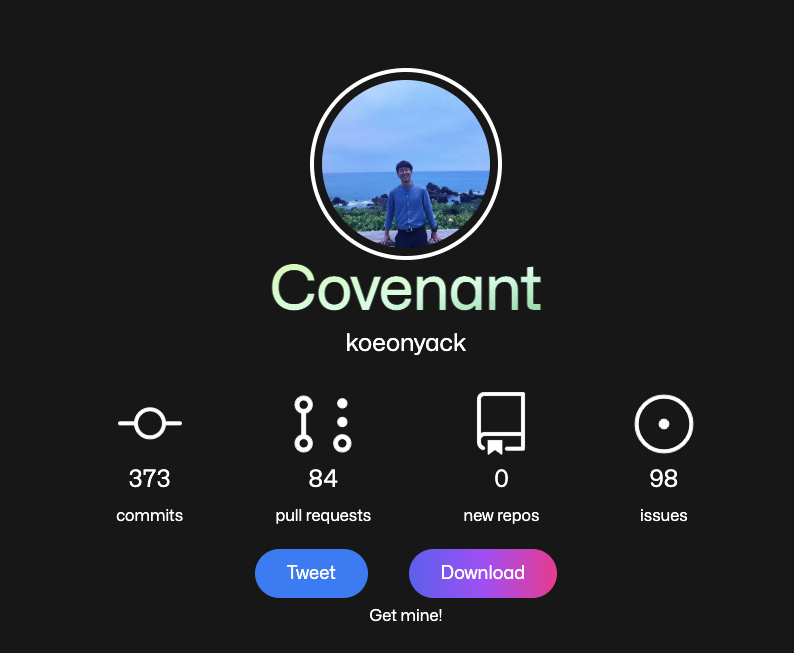 Covenant
koeonyack
373 84 0 98
commits pull requests new repos issues
Tweet Download
Get mine!